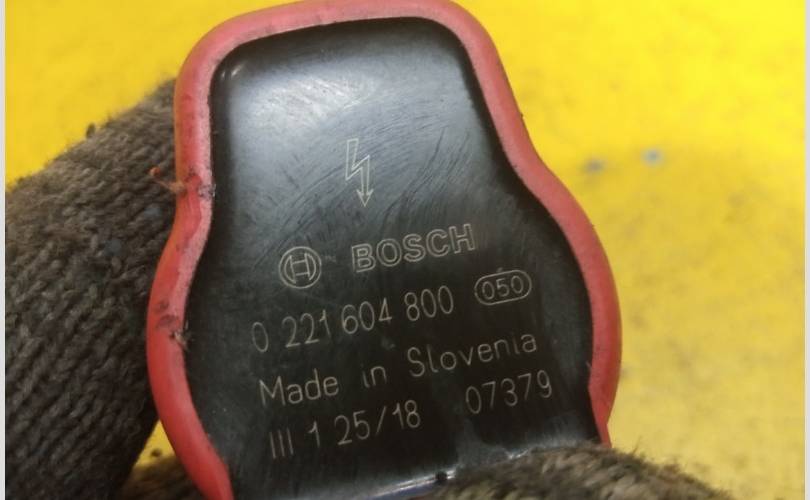 BOSCH
0 221 604 800 050
Made in Slovenia
III 1 25/18 07379